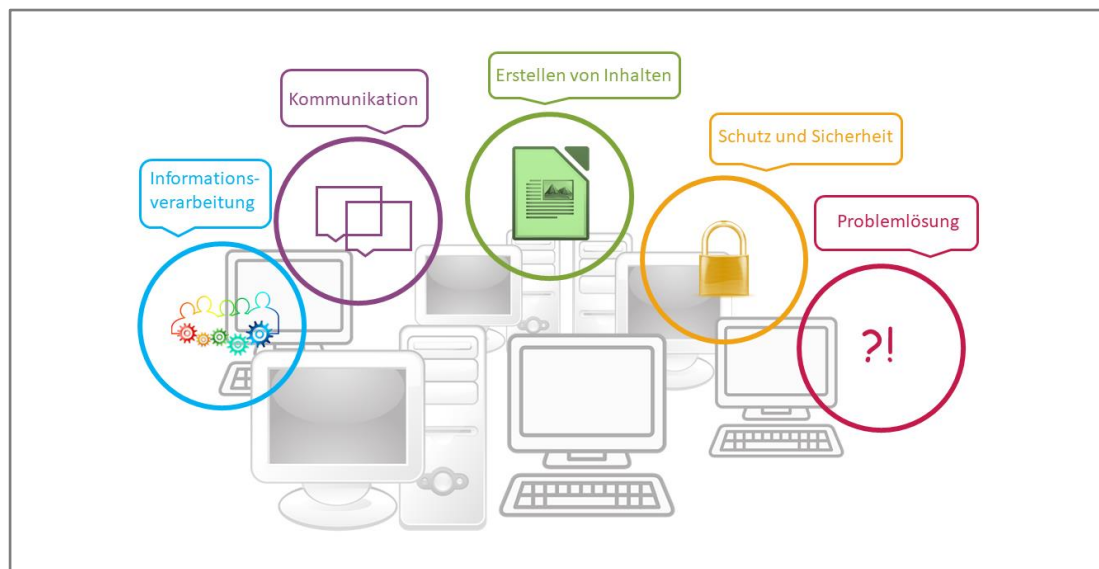 Informations-
verarbeitung
Kommunikation
Erstellen von Inhalten
Schutz und Sicherheit
Problemlösung
?!